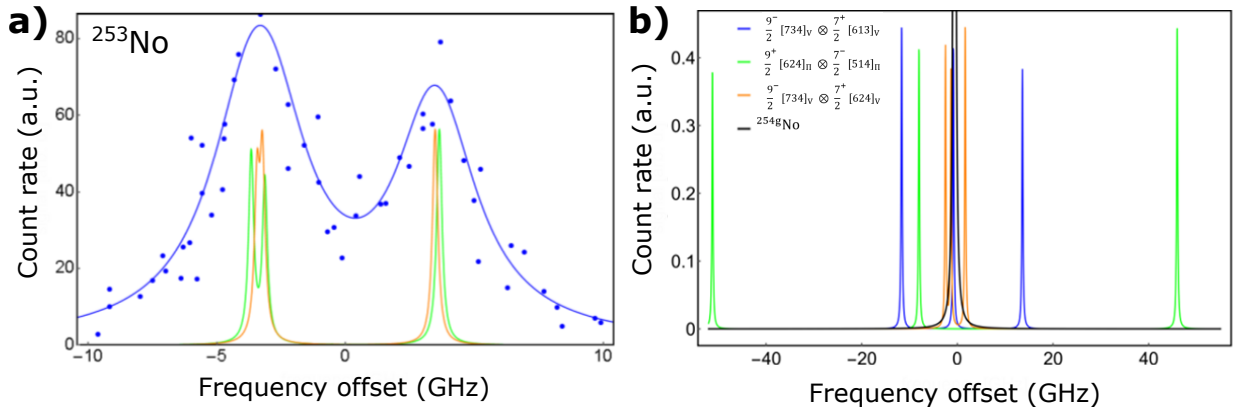 a)
²⁵³No
Count rate (a.u.)
80
60
40
20
0
−10
−5
0
5
10
Frequency offset (GHz)
b)
9/2⁻ [734]ᵥ ⊗ 7/2⁺ [613]ᵥ
9/2⁺ [624]_Π ⊗ 7/2⁻ [514]_Π
9/2⁻ [734]ᵥ ⊗ 7/2⁺ [624]ᵥ
²⁵⁴ᵍNo
Count rate (a.u.)
0.4
0.3
0.2
0.1
0
−40
−20
0
20
40
Frequency offset (GHz)